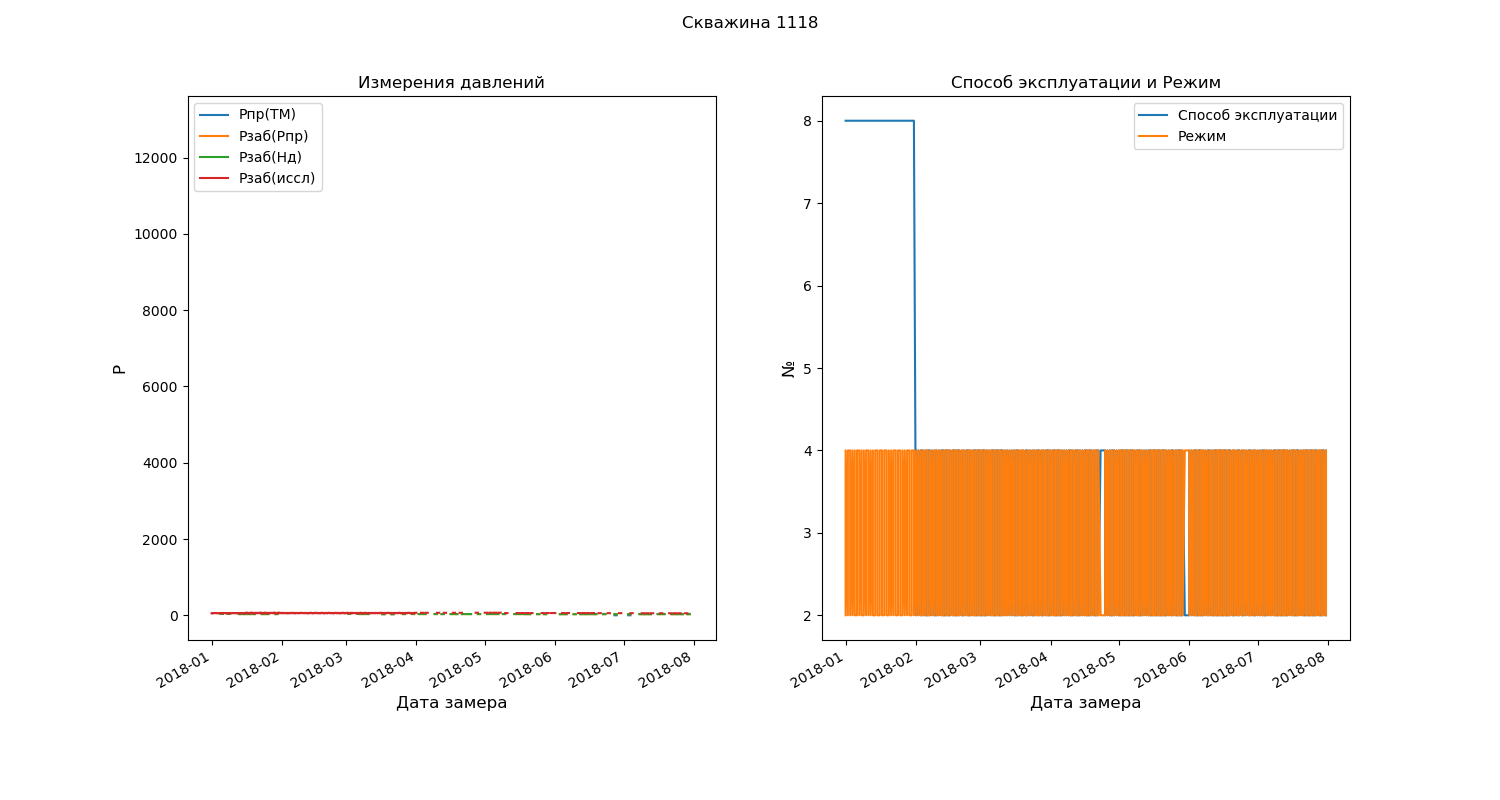 Скважина 1118
Измерения давлений
Рпр(ТМ)
Рзаб(Рпр)
Рзаб(Нд)
Рзаб(иссл)
12000
10000
8000
6000
4000
2000
0
Р
2018-01
2018-02
2018-03
2018-04
2018-05
2018-06
2018-07
2018-08
Дата замера
Способ эксплуатации и Режим
Способ эксплуатации
Режим
8
7
6
5
4
3
2
№
2018-01
2018-02
2018-03
2018-04
2018-05
2018-06
2018-07
2018-08
Дата замера